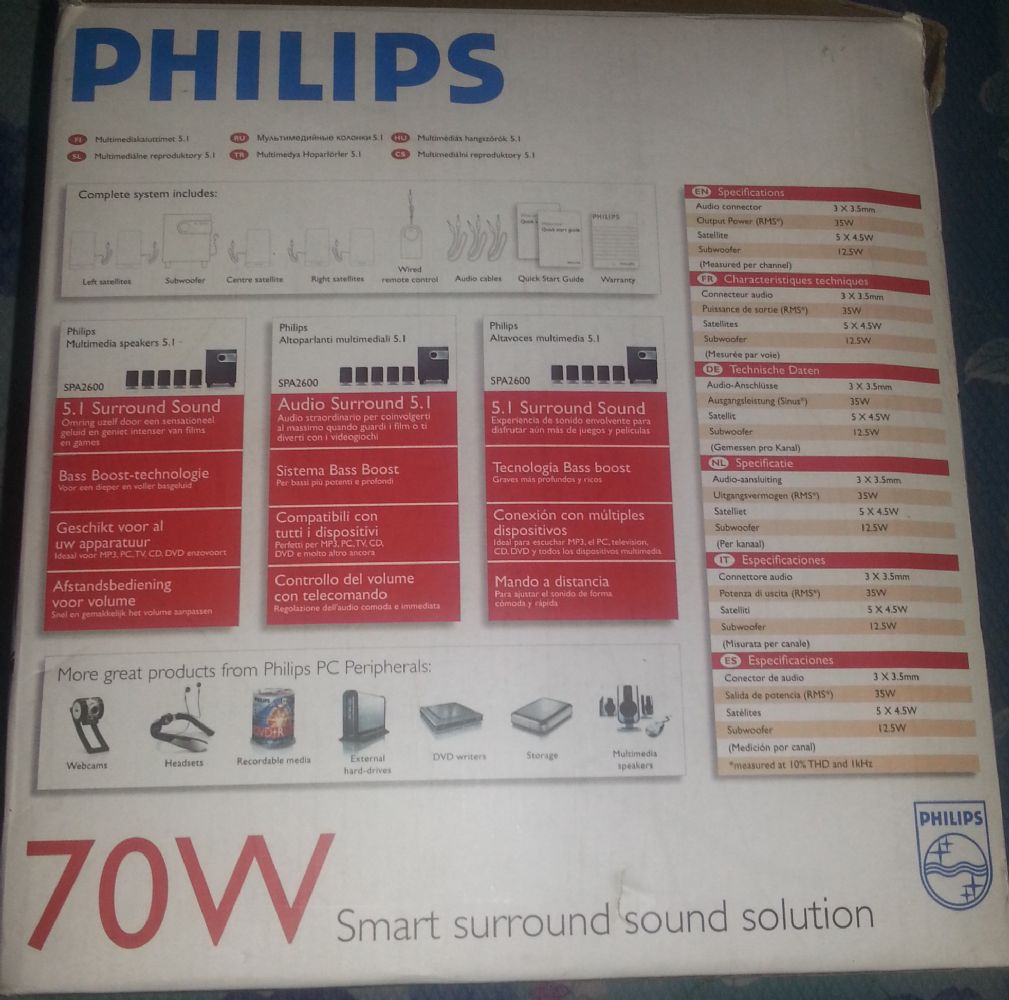 PHILIPS
FI Multimediakaiuttimet 5.1
RU Мультимедийные колонки 5.1
HU Multimédiás hangszórók 5.1
SL Multimediálne reproduktory 5.1
TR Multimedya Hoparlörler 5.1
CS Multimediální reproduktory 5.1
Complete system includes:
Quick start guide
PHILIPS
Left satellites
Subwoofer
Centre satellite
Right satellites
Wired
remote control
Audio cables
Quick Start Guide
Warranty
Philips
Multimedia speakers 5.1
SPA2600
5.1 Surround Sound
Omring uzelf door een sensationeel
geluid en geniet intenser van films
en games
Bass Boost-technologie
Voor een dieper en voller basgeluid
Geschikt voor al
uw apparatuur
Ideaal voor MP3, PC, TV, CD, DVD enzovoort
Afstandsbediening
voor volume
Snel en gemakkelijk het volume aanpassen
Philips
Altoparlanti multimediali 5.1
SPA2600
Audio Surround 5.1
Audio straordinario per coinvolgerti
al massimo quando guardi i film o ti
diverti con i videogiochi
Sistema Bass Boost
Per bassi più potenti e profondi
Compatibili con
tutti i dispositivi
Perfetti per MP3, PC, TV, CD,
DVD e molto altro ancora
Controllo del volume
con telecomando
Regolazione dell'audio comoda e immediata
Philips
Altavoces multimedia 5.1
SPA2600
5.1 Surround Sound
Experiencia de sonido envolvente para
disfrutar aún más de juegos y películas
Tecnología Bass boost
Graves más profundos y ricos
Conexión con múltiples
dispositivos
Ideal para escuchar MP3, el PC, television,
CD, DVD y todos los dispositivos multimedia
Mando a distancia
Para ajustar el sonido de forma
cómoda y rápida
EN Specifications
Audio connector 3 X 3.5mm
Output Power (RMS*) 35W
Satellite 5 X 4.5W
Subwoofer 12.5W
(Measured per channel)
FR Characteristiques techniques
Connecteur audio 3 X 3.5mm
Puissance de sortie (RMS*) 35W
Satellites 5 X 4.5W
Subwoofer 12.5W
(Mesurée par voie)
DE Technische Daten
Audio-Anschlüsse 3 X 3.5mm
Ausgangsleistung (Sinus*) 35W
Satellit 5 X 4.5W
Subwoofer 12.5W
(Gemessen pro Kanal)
NL Specificatie
Audio-aansluiting 3 X 3.5mm
Uitgangsvermogen (RMS*) 35W
Satelliet 5 X 4.5W
Subwoofer 12.5W
(Per kanaal)
IT Especificaciones
Connettore audio 3 X 3.5mm
Potenza di uscita (RMS*) 35W
Satelliti 5 X 4.5W
Subwoofer 12.5W
(Misurata per canale)
ES Especificaciones
Conector de audio 3 X 3.5mm
Salida de potencia (RMS*) 35W
Satélites 5 X 4.5W
Subwoofer 12.5W
(Medición por canal)
*measured at 10% THD and 1kHz
More great products from Philips PC Peripherals:
PHILIPS
DVD+R
Webcams
Headsets
Recordable media
External
hard-drives
DVD writers
Storage
Multimedia
speakers
70W Smart surround sound solution
PHILIPS